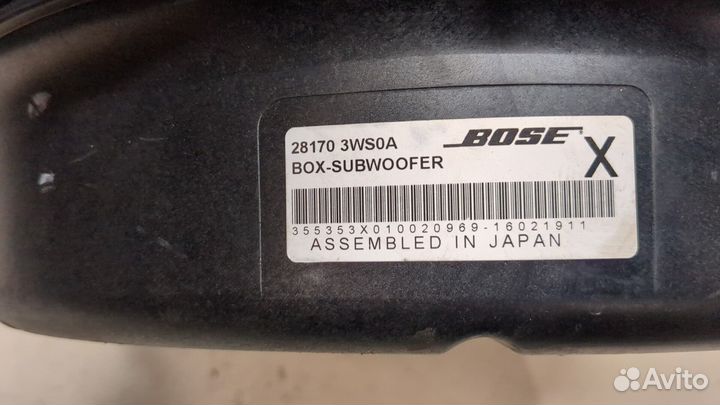 28170 3WS0A BOSE
BOX-SUBWOOFER X
355353X010020969-16021911
ASSEMBLED IN JAPAN
Avito